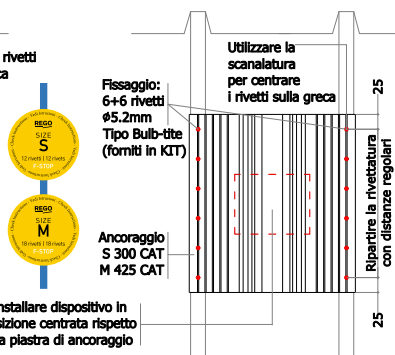 rivetti
Fissaggio:
6+6 rivetti
ø5.2mm
Tipo Bulb-tite
(forniti in KIT)
Utilizzare la
scanalatura
per centrare
i rivetti sulla greca
25
REGO
SIZE
S
12 rivetti | 12 rivets
F-STOP
REGO
SIZE
M
18 rivetti | 18 rivets
F-STOP
Ancoraggio
S 300 CAT
M 425 CAT
Ripartire la rivettatura
con distanze regolari
25
nstallare dispositivo in
sizione centrata rispetto
a piastra di ancoraggio